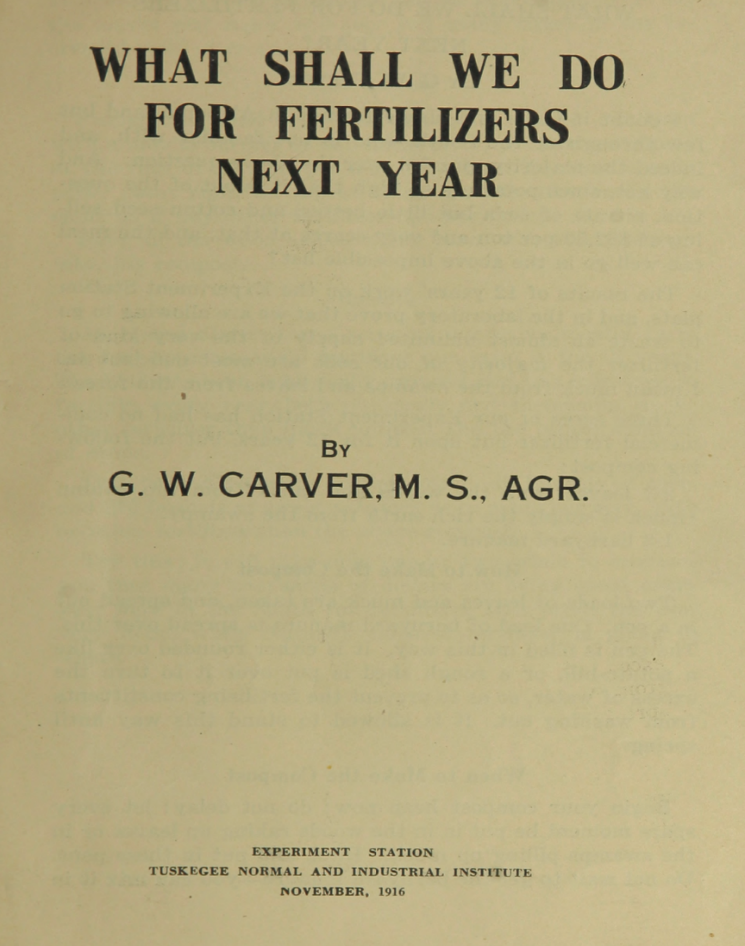 WHAT SHALL WE DO
FOR FERTILIZERS
NEXT YEAR
BY
G. W. CARVER, M. S., AGR.
EXPERIMENT STATION
TUSKEGEE NORMAL AND INDUSTRIAL INSTITUTE
NOVEMBER, 1916